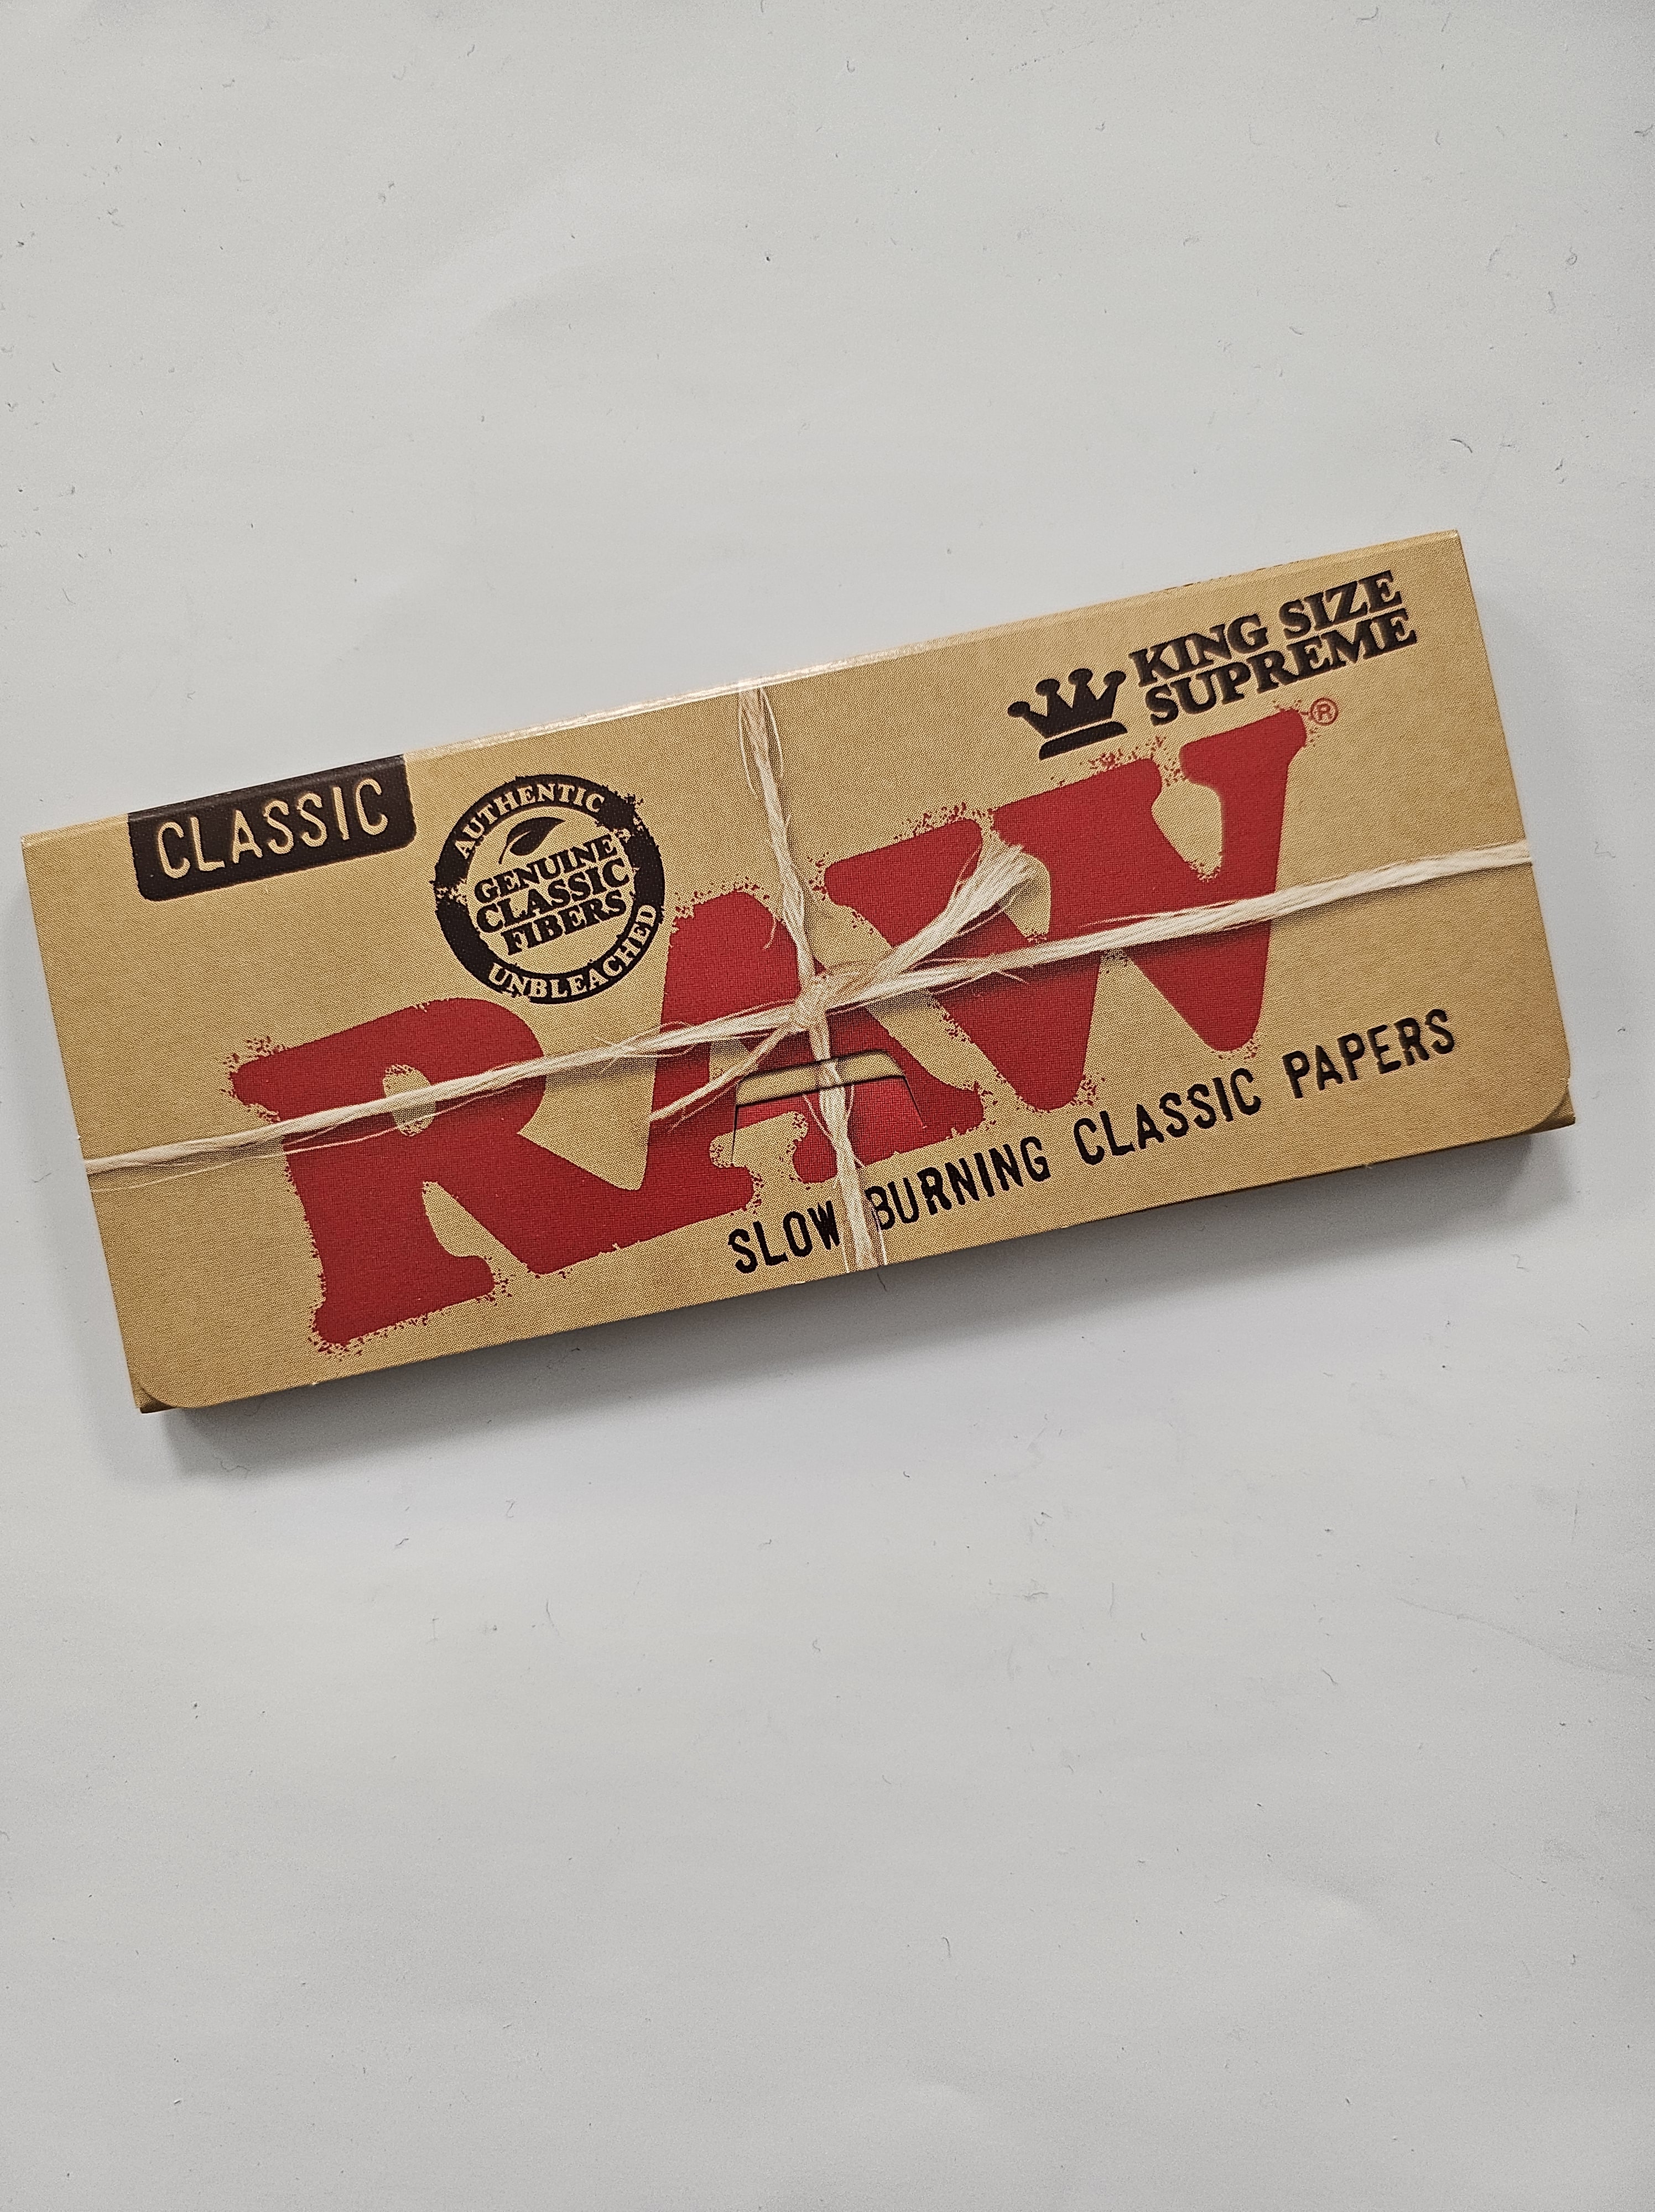 CLASSIC
AUTHENTIC
GENUINE
CLASSIC
FIBERS
UNBLEACHED
KING SIZE
SUPREME
RAW®
SLOW BURNING CLASSIC PAPERS